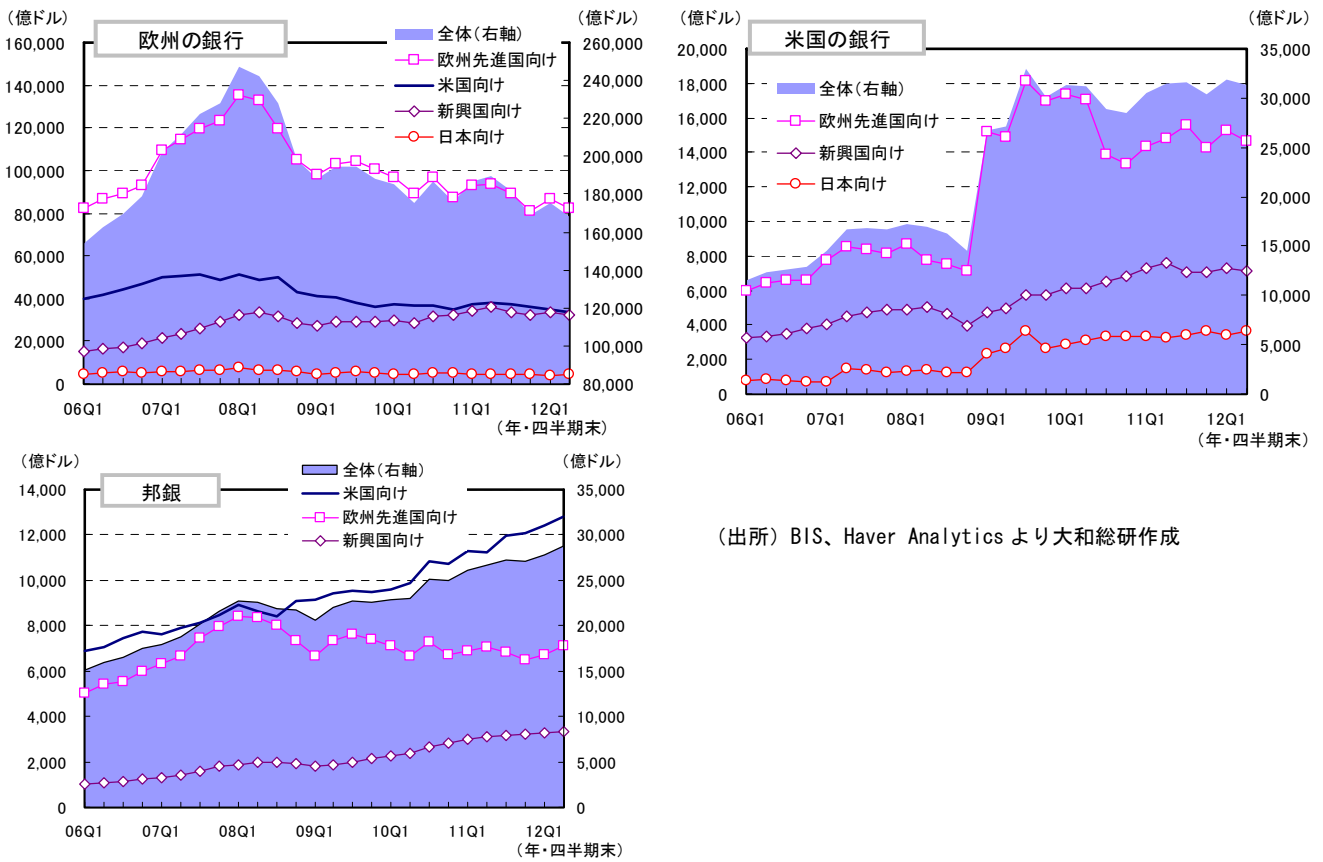 (億ドル)
(億ドル)
欧州の銀行
全体(右軸)
欧州先進国向け
米国向け
新興国向け
日本向け
160,000
140,000
120,000
100,000
80,000
60,000
40,000
20,000
0
260,000
240,000
220,000
200,000
180,000
160,000
140,000
120,000
100,000
80,000
06Q1 07Q1 08Q1 09Q1 10Q1 11Q1 12Q1
(年・四半期末)
(億ドル)
(億ドル)
米国の銀行
全体(右軸)
欧州先進国向け
新興国向け
日本向け
20,000
18,000
16,000
14,000
12,000
10,000
8,000
6,000
4,000
2,000
0
35,000
30,000
25,000
20,000
15,000
10,000
5,000
0
06Q1 07Q1 08Q1 09Q1 10Q1 11Q1 12Q1
(年・四半期末)
(億ドル)
(億ドル)
邦銀
全体(右軸)
米国向け
欧州先進国向け
新興国向け
14,000
12,000
10,000
8,000
6,000
4,000
2,000
0
35,000
30,000
25,000
20,000
15,000
10,000
5,000
0
06Q1 07Q1 08Q1 09Q1 10Q1 11Q1 12Q1
(年・四半期末)
(出所)BIS、Haver Analyticsより大和総研作成